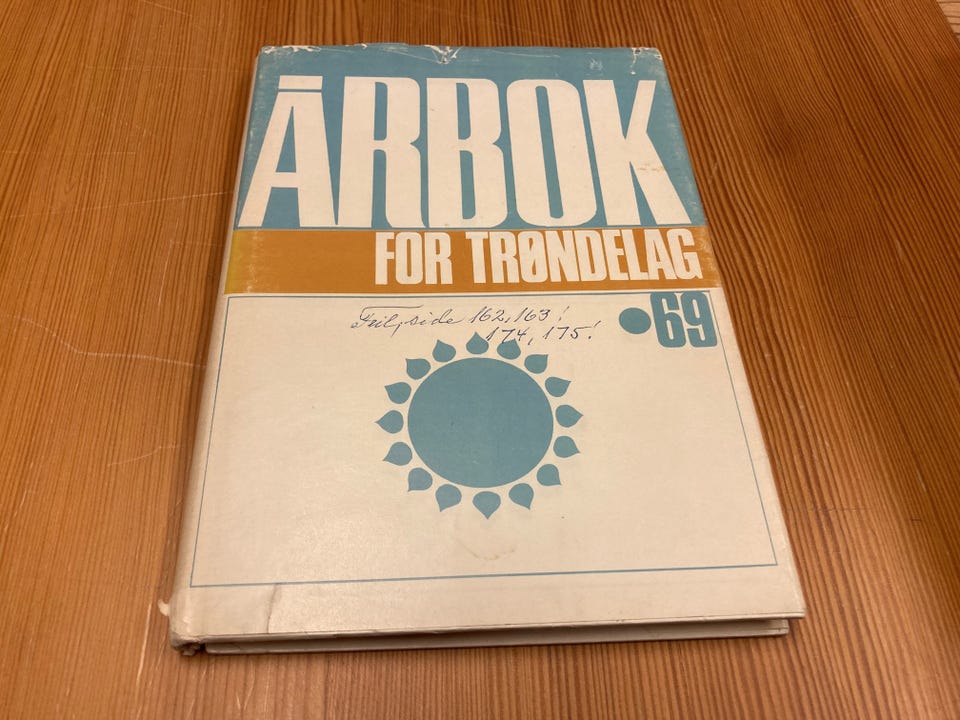 ÅRBOK
FOR TRØNDELAG
69
Feil, side 162, 163!
174, 175!